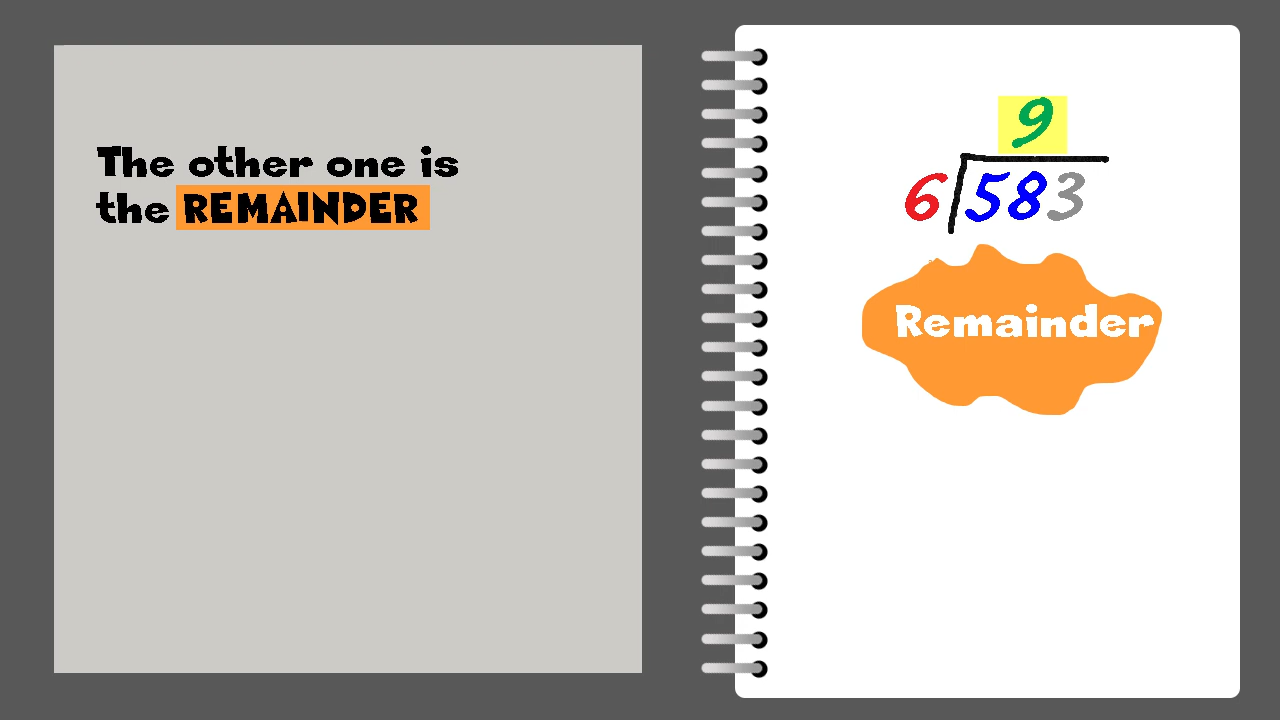 The other one is
the REMAINDER
9
6 583
Remainder